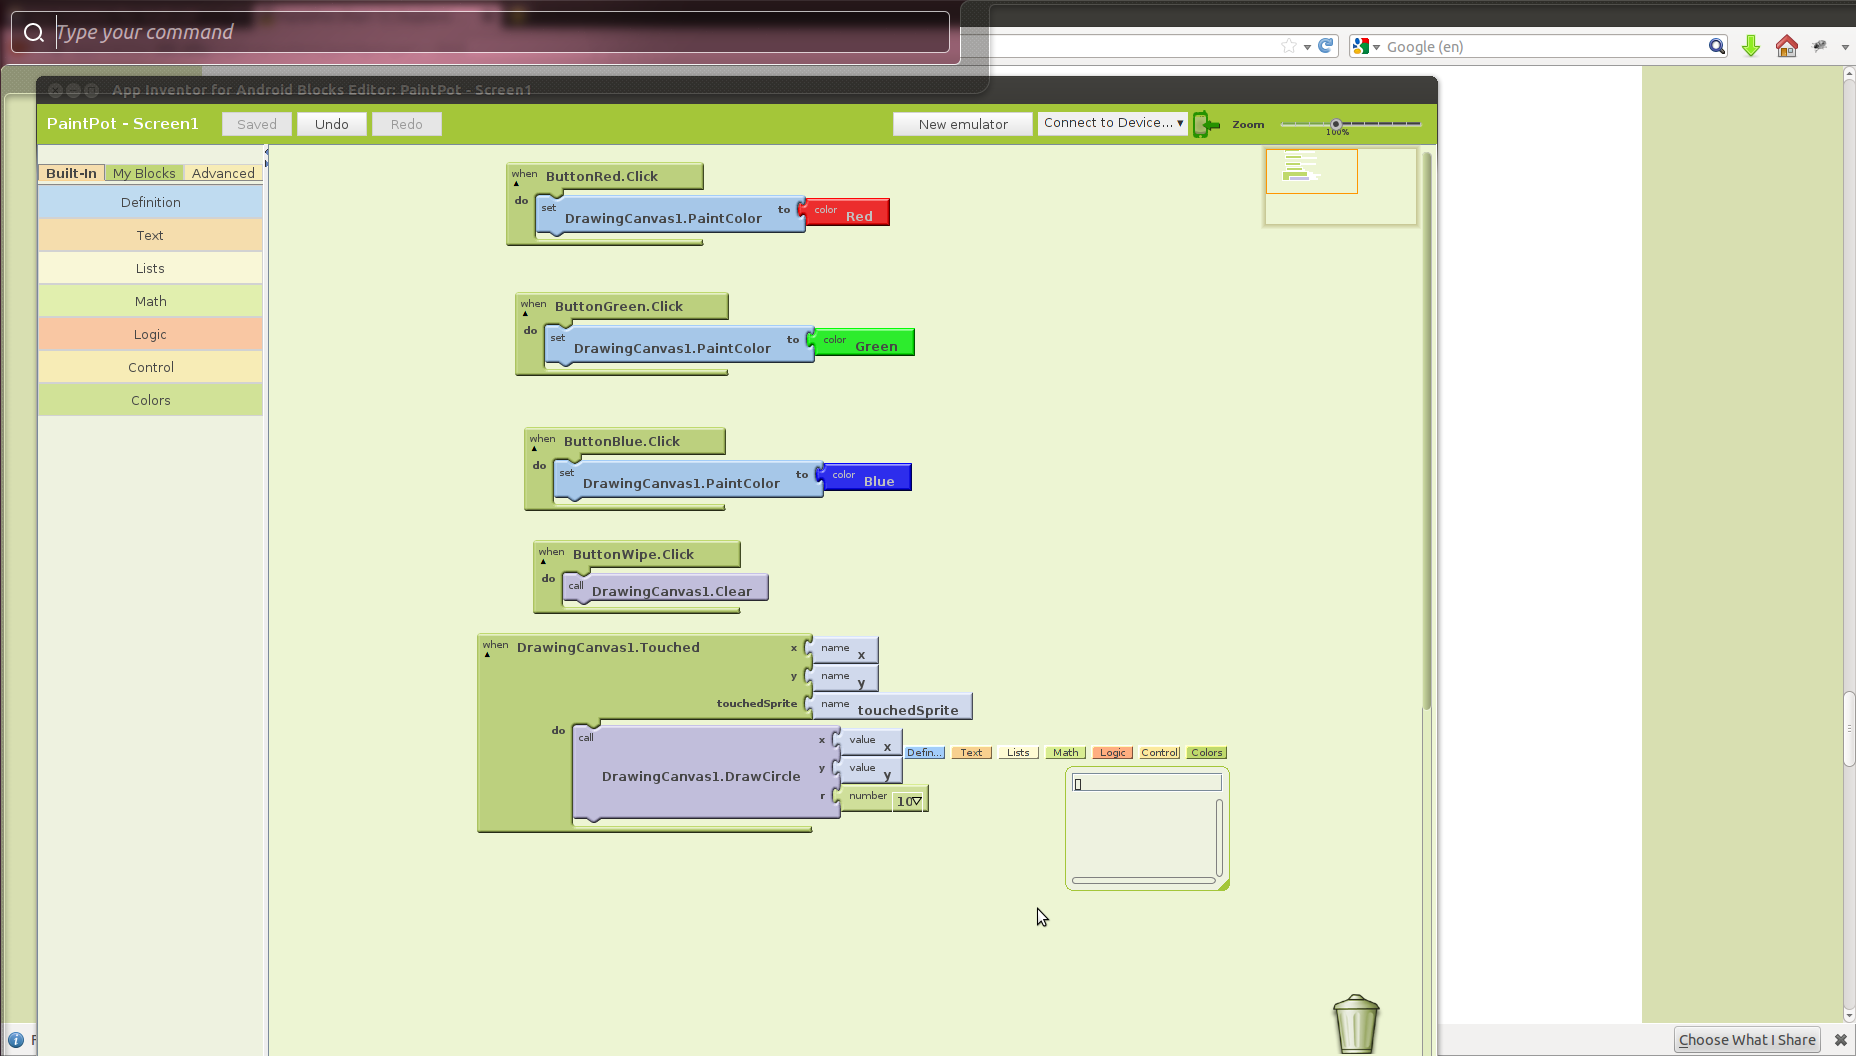 Type your command
Google (en)
App Inventor for Android Blocks Editor: PaintPot - Screen1
PaintPot - Screen1
Saved
Undo
Redo
New emulator
Connect to Device...
Zoom
100%
Built-In
My Blocks
Advanced
Definition
Text
Lists
Math
Logic
Control
Colors
when ButtonRed.Click
do set DrawingCanvas1.PaintColor to color Red
when ButtonGreen.Click
do set DrawingCanvas1.PaintColor to color Green
when ButtonBlue.Click
do set DrawingCanvas1.PaintColor to color Blue
when ButtonWipe.Click
do call DrawingCanvas1.Clear
when DrawingCanvas1.Touched x name x
y name y
touchedSprite name touchedSprite
do call x value x
DrawingCanvas1.DrawCircle y value y
r number 10
Defin... Text Lists Math Logic Control Colors
F
Choose What I Share